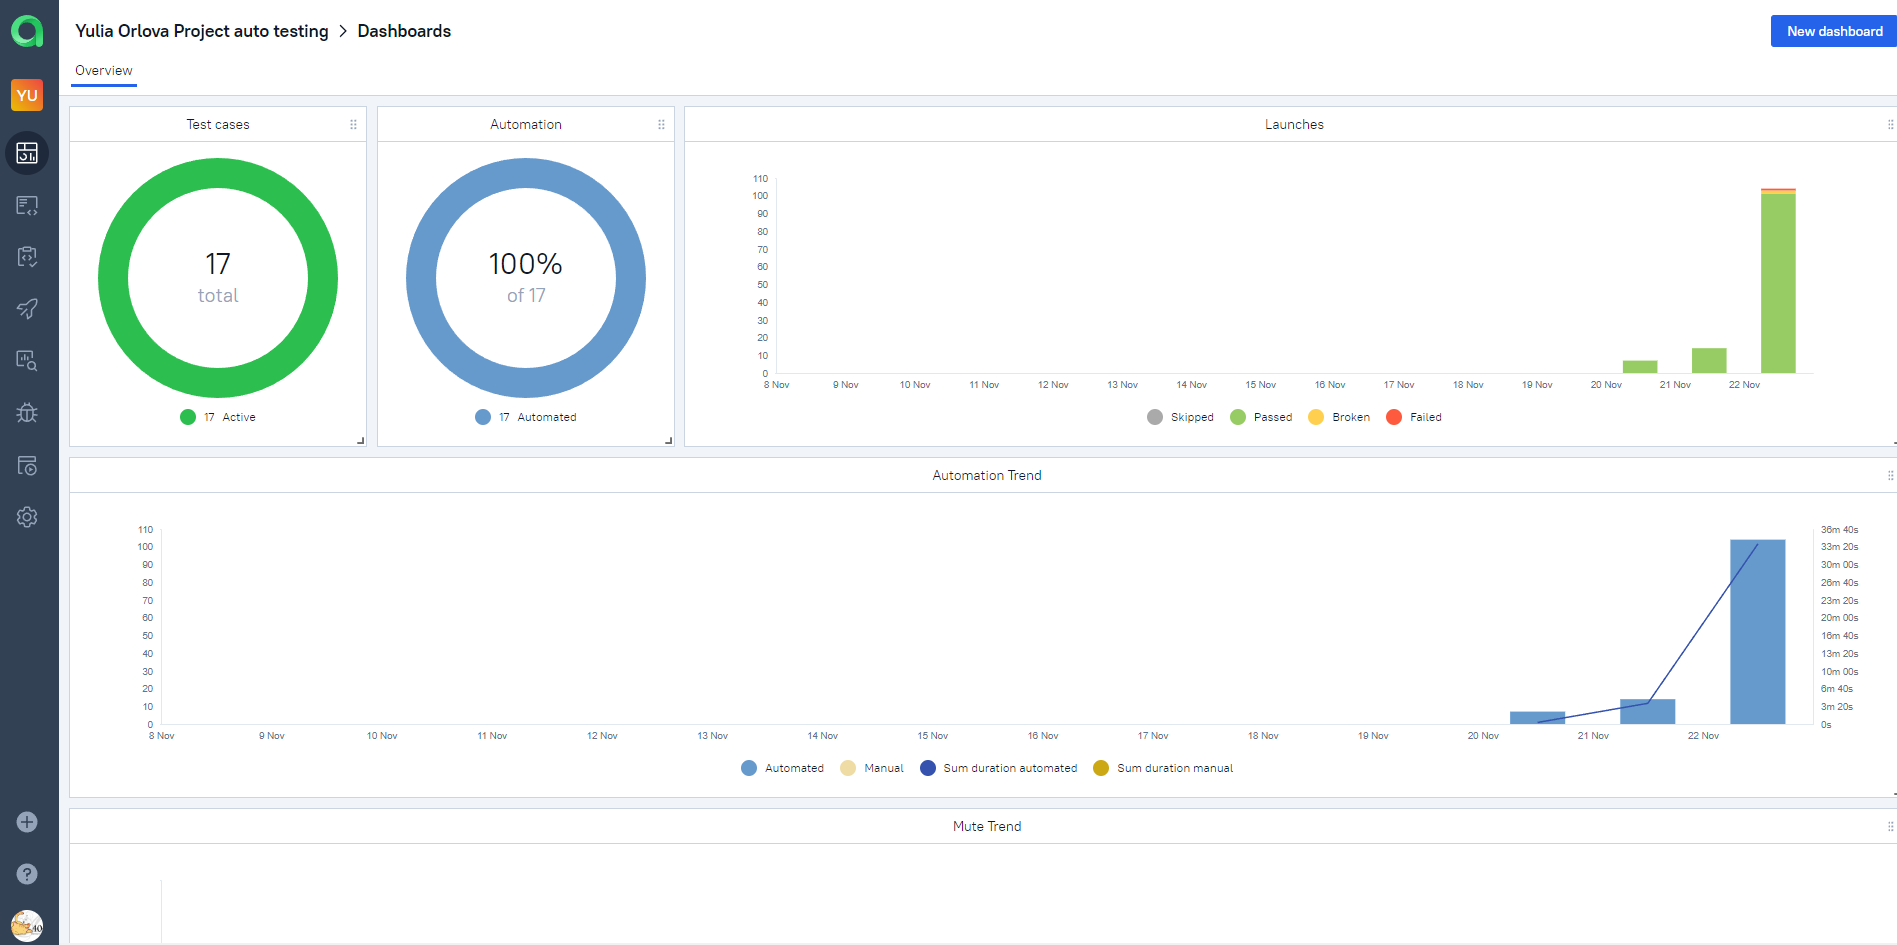 Yulia Orlova Project auto testing > Dashboards
New dashboard
Overview
YU
Test cases
17
total
17 Active
Automation
100%
of 17
17 Automated
Launches
110
100
90
80
70
60
50
40
30
20
10
0
8 Nov 9 Nov 10 Nov 11 Nov 12 Nov 13 Nov 14 Nov 15 Nov 16 Nov 17 Nov 18 Nov 19 Nov 20 Nov 21 Nov 22 Nov
Skipped Passed Broken Failed
Automation Trend
110 36m 40s
100 33m 20s
90 30m 00s
80 26m 40s
70 23m 20s
60 20m 00s
50 16m 40s
40 13m 20s
30 10m 00s
20 6m 40s
10 3m 20s
0 0s
8 Nov 9 Nov 10 Nov 11 Nov 12 Nov 13 Nov 14 Nov 15 Nov 16 Nov 17 Nov 18 Nov 19 Nov 20 Nov 21 Nov 22 Nov
Automated Manual Sum duration automated Sum duration manual
Mute Trend
?
40